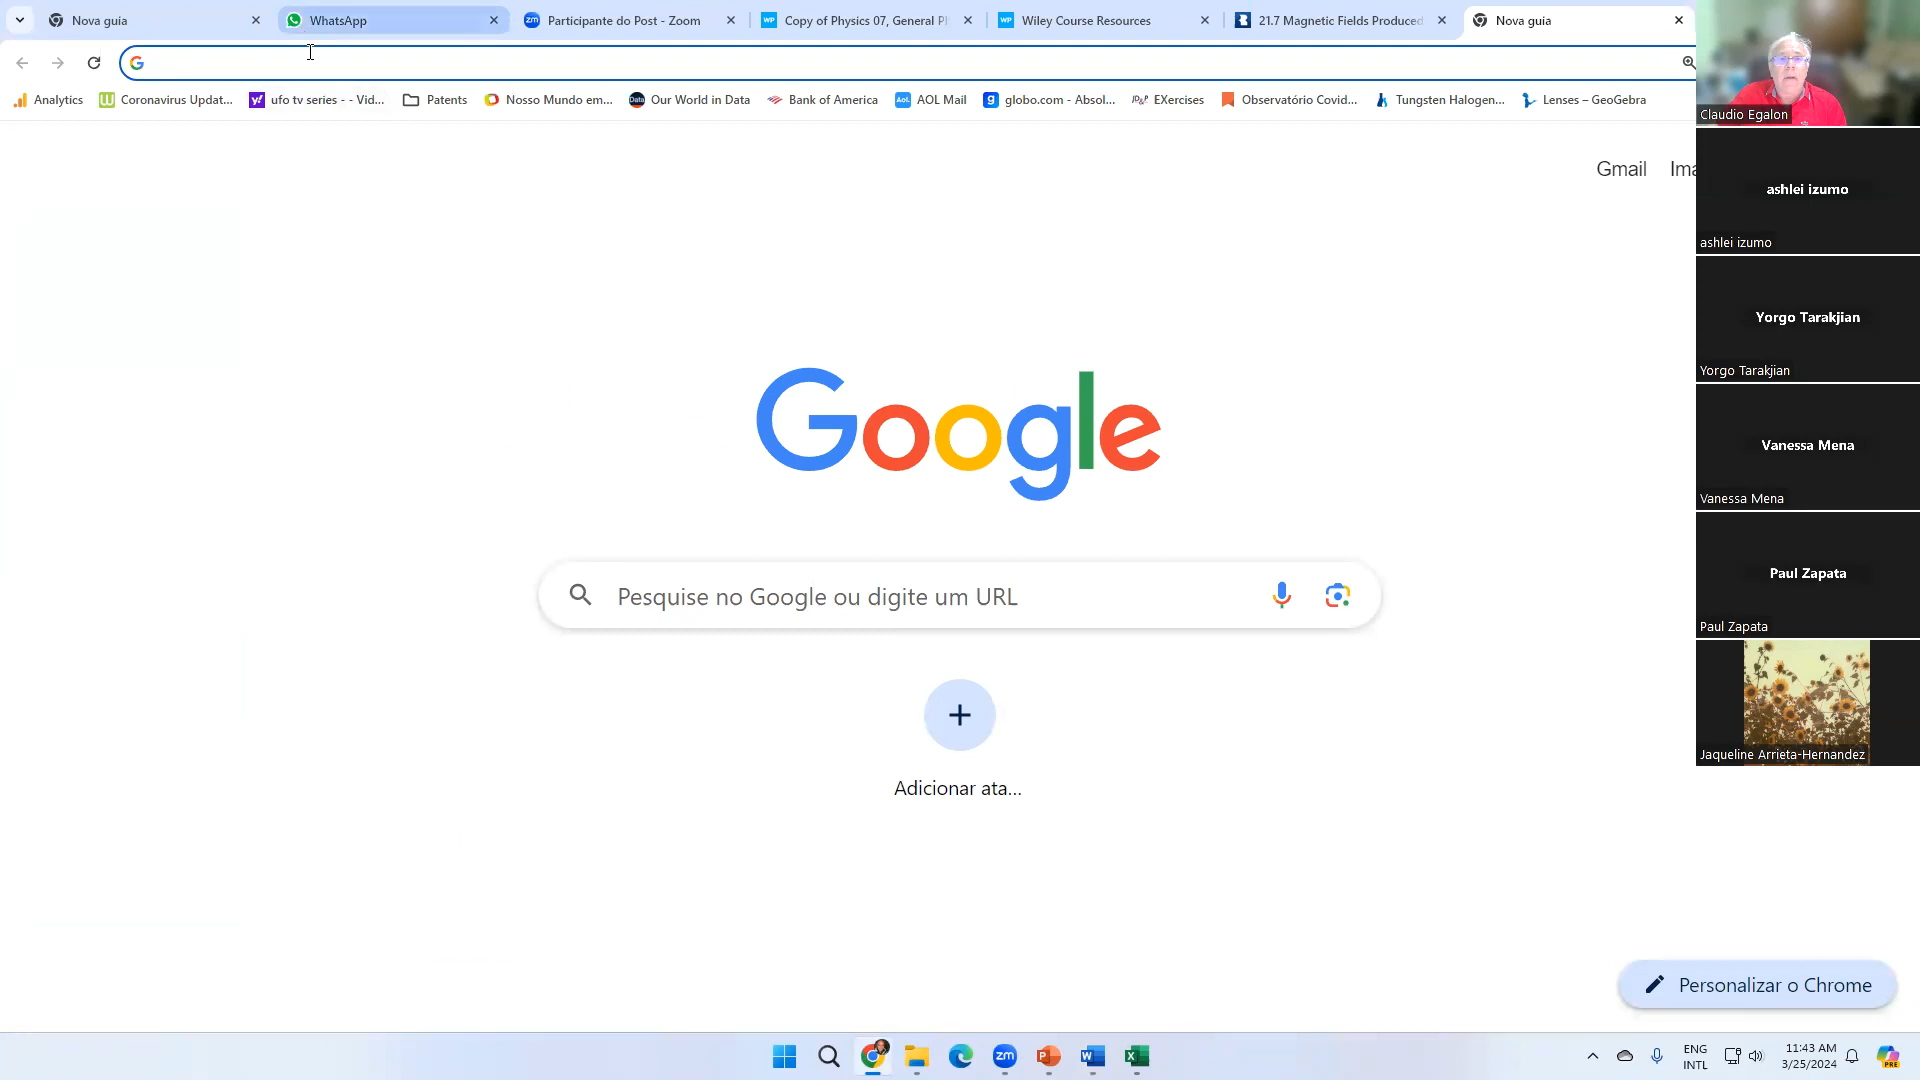 Nova guia
WhatsApp
Participante do Post - Zoom
Copy of Physics 07, General P
Wiley Course Resources
21.7 Magnetic Fields Produced
Nova guia
Analytics
Coronavirus Updat...
ufo tv series - - Vid...
Patents
Nosso Mundo em...
Our World in Data
Bank of America
AOL Mail
globo.com - Absol...
EXercises
Observatório Covid...
Tungsten Halogen...
Lenses – GeoGebra
Claudio Egalon
Gmail
Ima
ashlei izumo
ashlei izumo
Yorgo Tarakjian
Yorgo Tarakjian
Vanessa Mena
Vanessa Mena
Paul Zapata
Paul Zapata
Jaqueline Arrieta-Hernandez
Google
Pesquise no Google ou digite um URL
Adicionar ata...
Personalizar o Chrome
ENG
INTL
11:43 AM
3/25/2024